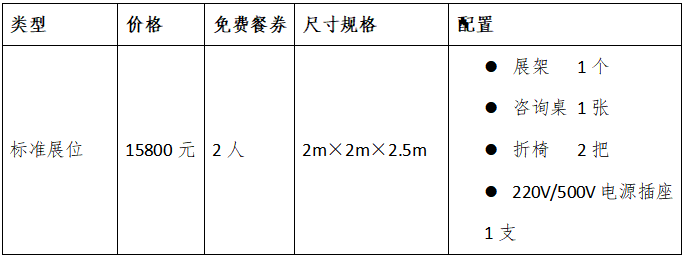 类型 价格 免费餐券 尺寸规格 配置
标准展位 15800 元 2 人 2m×2m×2.5m
● 展架 1 个
● 咨询桌 1 张
● 折椅 2 把
● 220V/500V 电源插座
1 支